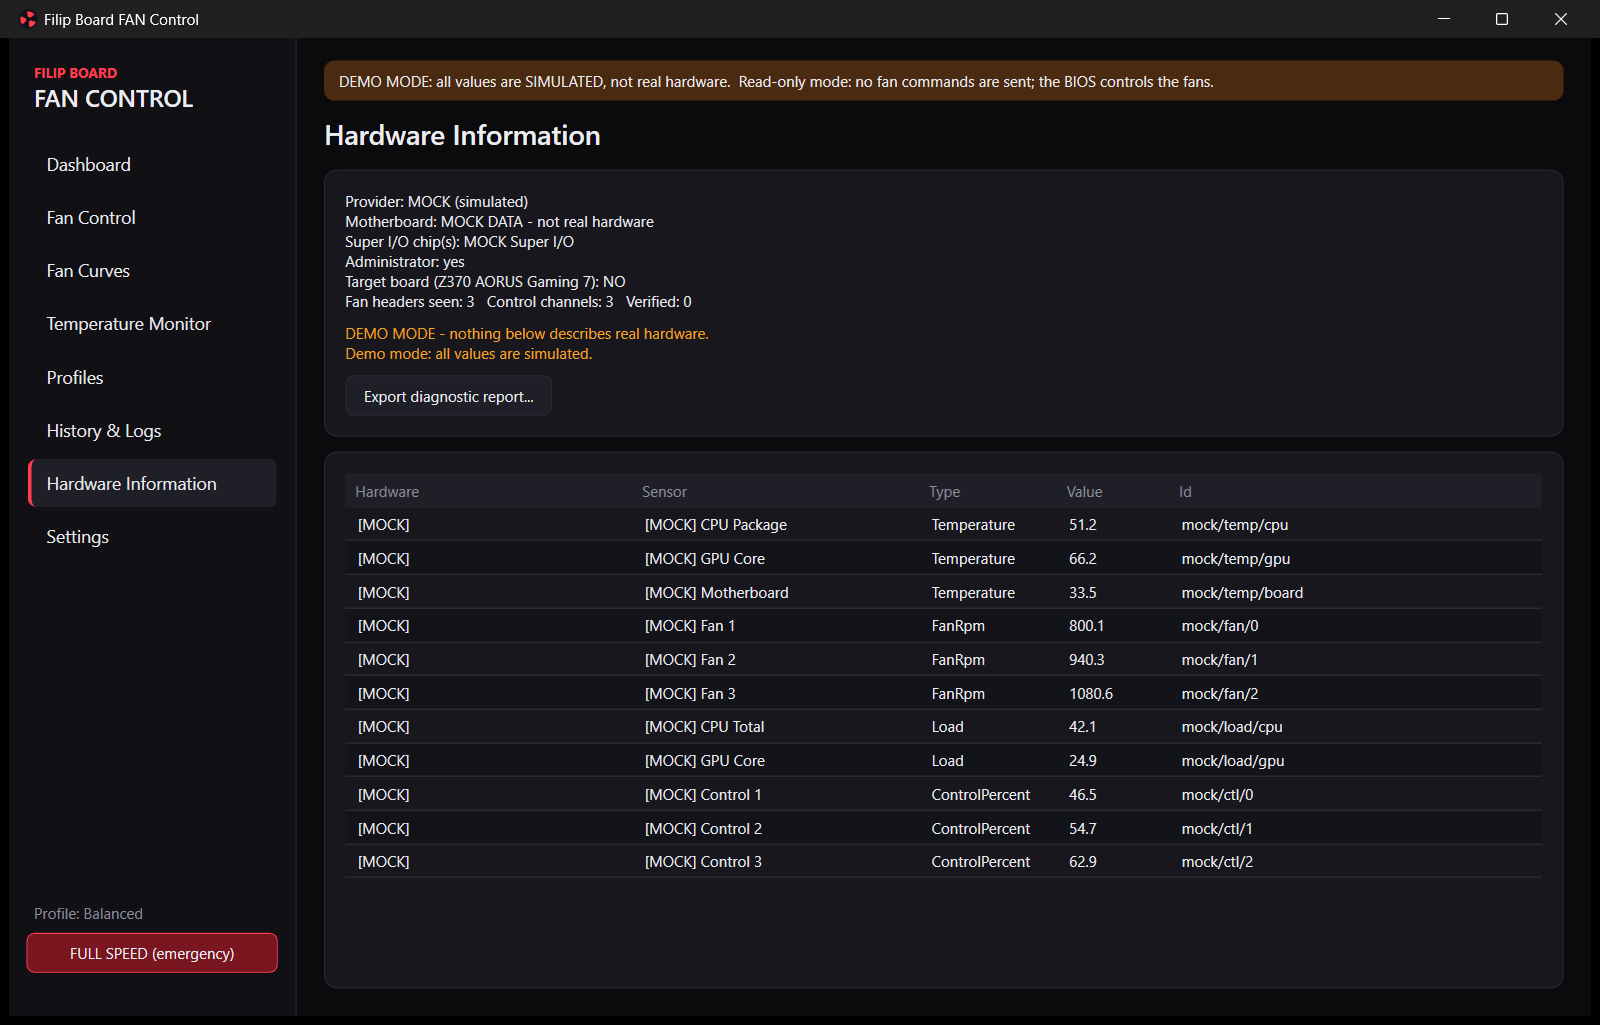 Filip Board FAN Control
FILIP BOARD
FAN CONTROL
Dashboard
Fan Control
Fan Curves
Temperature Monitor
Profiles
History & Logs
Hardware Information
Settings
Profile: Balanced
FULL SPEED (emergency)
DEMO MODE: all values are SIMULATED, not real hardware.  Read-only mode: no fan commands are sent; the BIOS controls the fans.
Hardware Information
Provider: MOCK (simulated)
Motherboard: MOCK DATA - not real hardware
Super I/O chip(s): MOCK Super I/O
Administrator: yes
Target board (Z370 AORUS Gaming 7): NO
Fan headers seen: 3   Control channels: 3   Verified: 0
DEMO MODE - nothing below describes real hardware.
Demo mode: all values are simulated.
Export diagnostic report...
Hardware Sensor Type Value Id
[MOCK] [MOCK] CPU Package Temperature 51.2 mock/temp/cpu
[MOCK] [MOCK] GPU Core Temperature 66.2 mock/temp/gpu
[MOCK] [MOCK] Motherboard Temperature 33.5 mock/temp/board
[MOCK] [MOCK] Fan 1 FanRpm 800.1 mock/fan/0
[MOCK] [MOCK] Fan 2 FanRpm 940.3 mock/fan/1
[MOCK] [MOCK] Fan 3 FanRpm 1080.6 mock/fan/2
[MOCK] [MOCK] CPU Total Load 42.1 mock/load/cpu
[MOCK] [MOCK] GPU Core Load 24.9 mock/load/gpu
[MOCK] [MOCK] Control 1 ControlPercent 46.5 mock/ctl/0
[MOCK] [MOCK] Control 2 ControlPercent 54.7 mock/ctl/1
[MOCK] [MOCK] Control 3 ControlPercent 62.9 mock/ctl/2